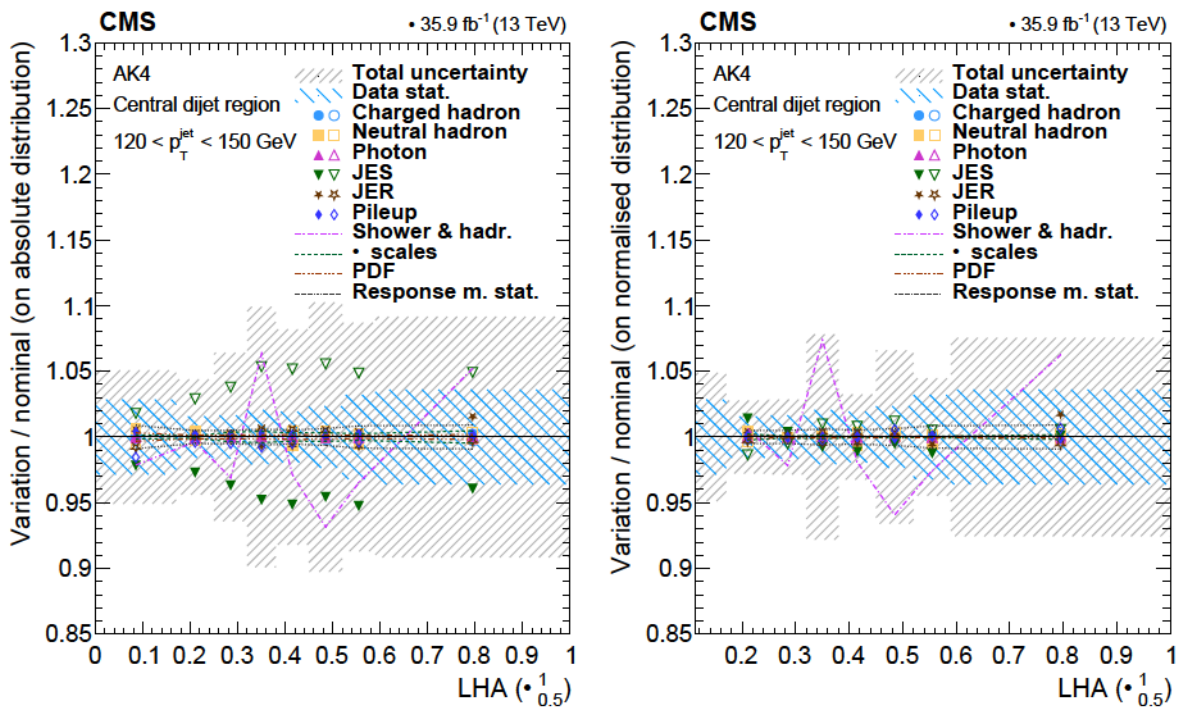 CMS
• 35.9 fb-1 (13 TeV)
Variation / nominal (on absolute distribution)
1.3
1.25
1.2
1.15
1.1
1.05
1
0.95
0.9
0.85
AK4
Central dijet region
120 < p_T^jet < 150 GeV
Total uncertainty
Data stat.
Charged hadron
Neutral hadron
Photon
JES
JER
Pileup
Shower & hadr.
• scales
PDF
Response m. stat.
0 0.1 0.2 0.3 0.4 0.5 0.6 0.7 0.8 0.9 1
LHA (• 1 0.5)
CMS
• 35.9 fb-1 (13 TeV)
Variation / nominal (on normalised distribution)
1.3
1.25
1.2
1.15
1.1
1.05
1
0.95
0.9
0.85
AK4
Central dijet region
120 < p_T^jet < 150 GeV
Total uncertainty
Data stat.
Charged hadron
Neutral hadron
Photon
JES
JER
Pileup
Shower & hadr.
• scales
PDF
Response m. stat.
0.2 0.3 0.4 0.5 0.6 0.7 0.8 0.9 1
LHA (• 1 0.5)